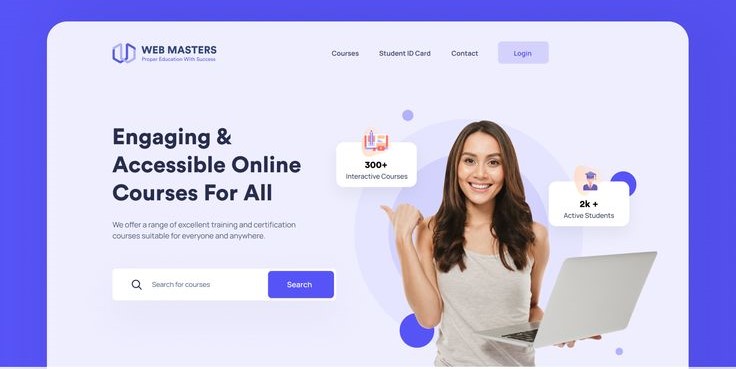 WEB MASTERS
Proper Education With Success
Courses
Student ID Card
Contact
Login
Engaging &
Accessible Online
Courses For All
We offer a range of excellent training and certification
courses suitable for everyone and anywhere.
Search for courses
Search
300+
Interactive Courses
2k +
Active Students